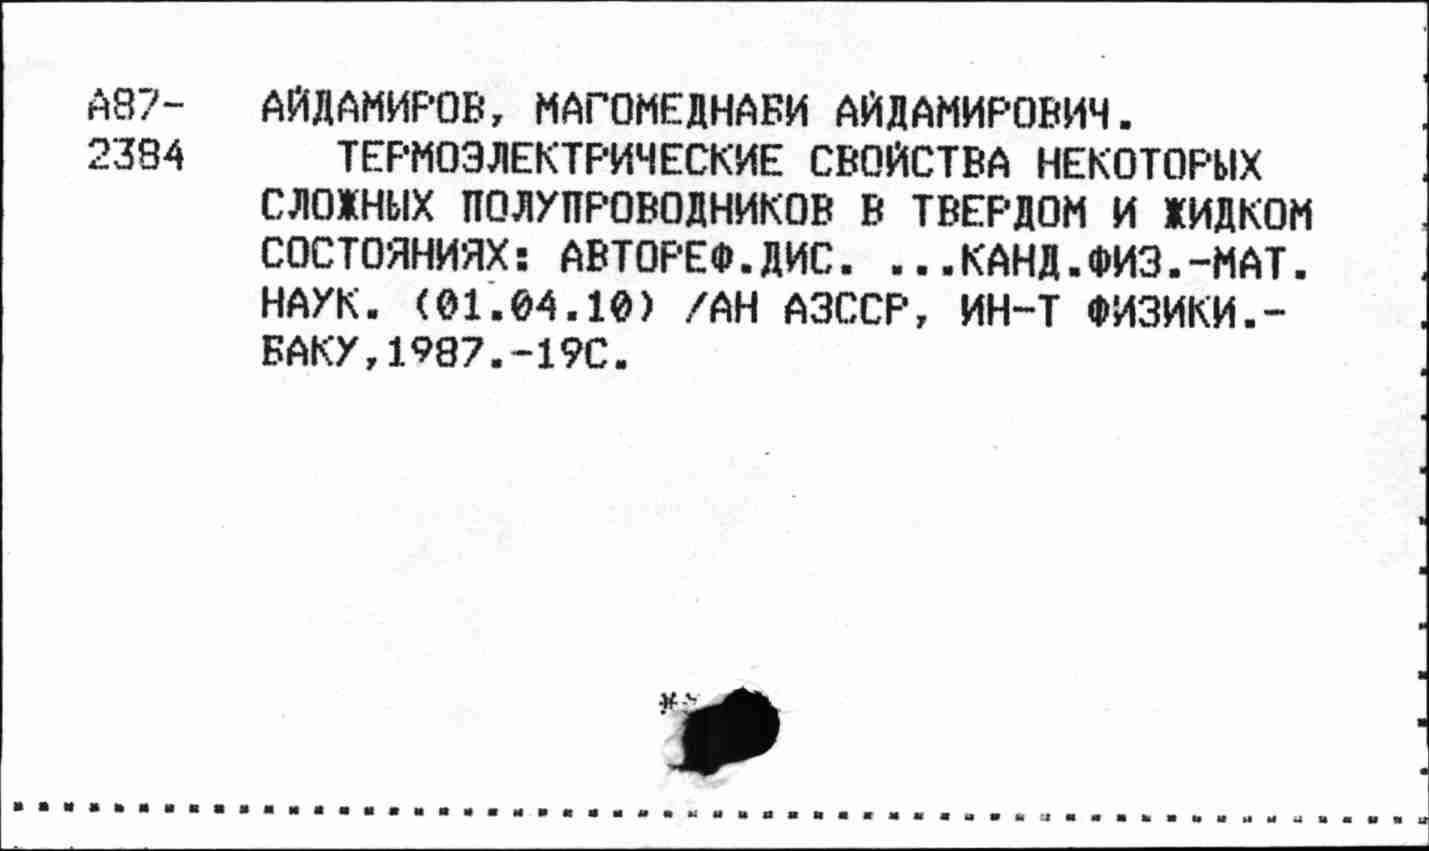 А87- АЙДАМИРОВ, МАГОМЕДНАБИ АЙДАМИРОВИЧ.
2384 ТЕРМОЭЛЕКТРИЧЕСКИЕ СВОЙСТВА НЕКОТОРЫХ
СЛОЖНЫХ ПОЛУПРОВОДНИКОВ В ТВЕРДОМ И ЖИДКОМ
СОСТОЯНИЯХ: АВТОРЕФ.ДИС. ...КАНД.ФИЗ.-МАТ.
НАУК. (01.04.10) /АН АЗССР, ИН-Т ФИЗИКИ.-
БАКУ,1987.-19С.